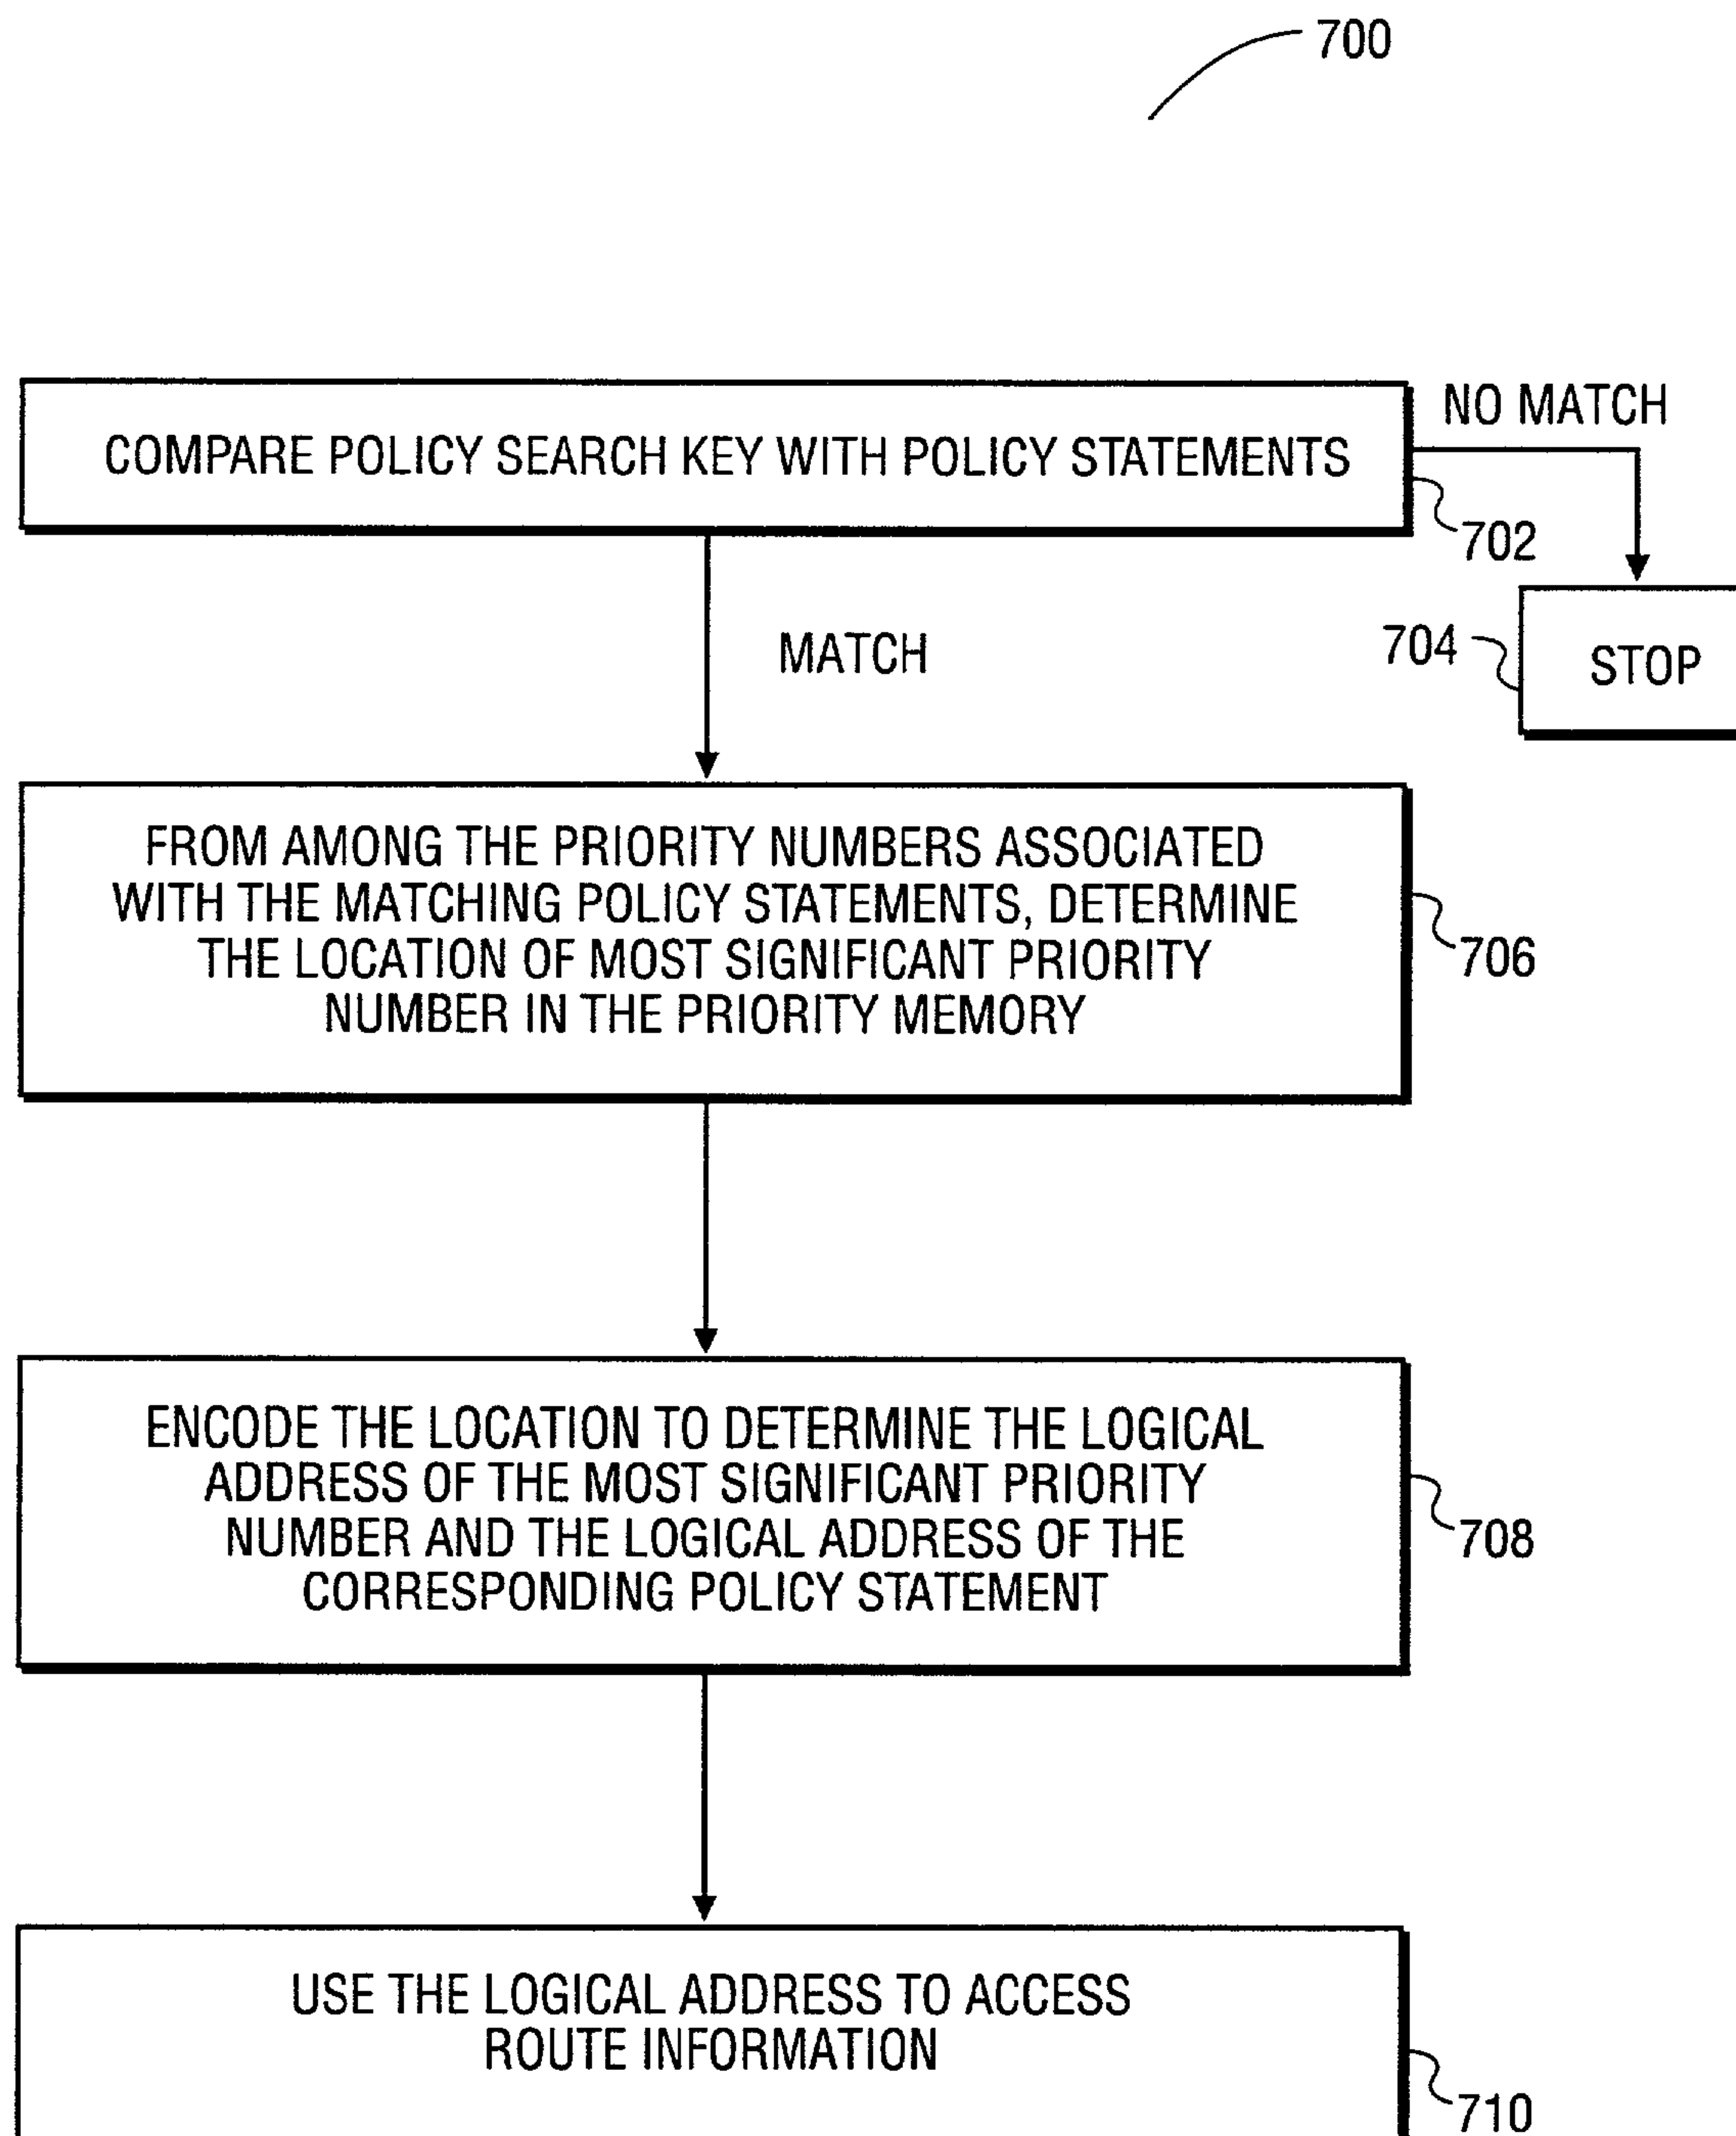 700
COMPARE POLICY SEARCH KEY WITH POLICY STATEMENTS
NO MATCH
702
704
STOP
MATCH
FROM AMONG THE PRIORITY NUMBERS ASSOCIATED
WITH THE MATCHING POLICY STATEMENTS, DETERMINE
THE LOCATION OF MOST SIGNIFICANT PRIORITY
NUMBER IN THE PRIORITY MEMORY
706
ENCODE THE LOCATION TO DETERMINE THE LOGICAL
ADDRESS OF THE MOST SIGNIFICANT PRIORITY
NUMBER AND THE LOGICAL ADDRESS OF THE
CORRESPONDING POLICY STATEMENT
708
USE THE LOGICAL ADDRESS TO ACCESS
ROUTE INFORMATION
710